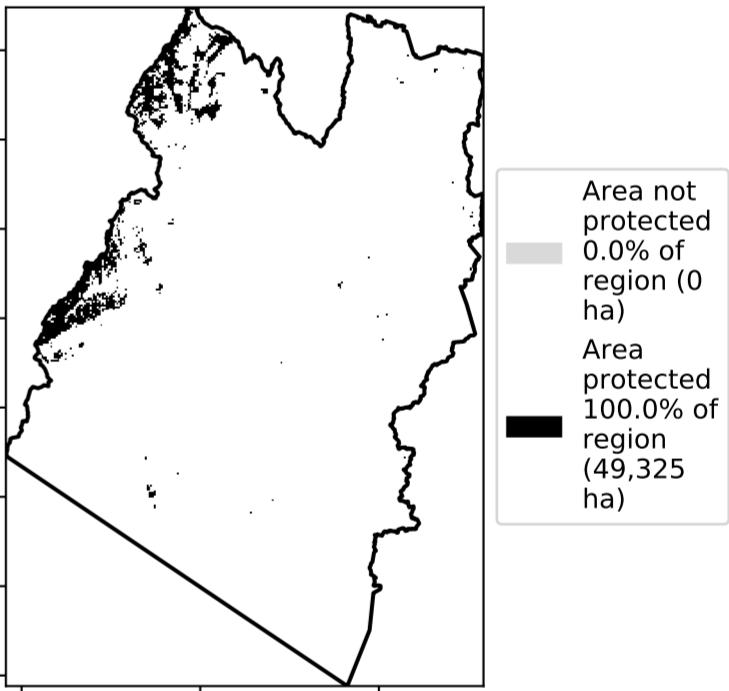 Area not
protected
0.0% of
region (0
ha)
Area
protected
100.0% of
region
(49,325
ha)